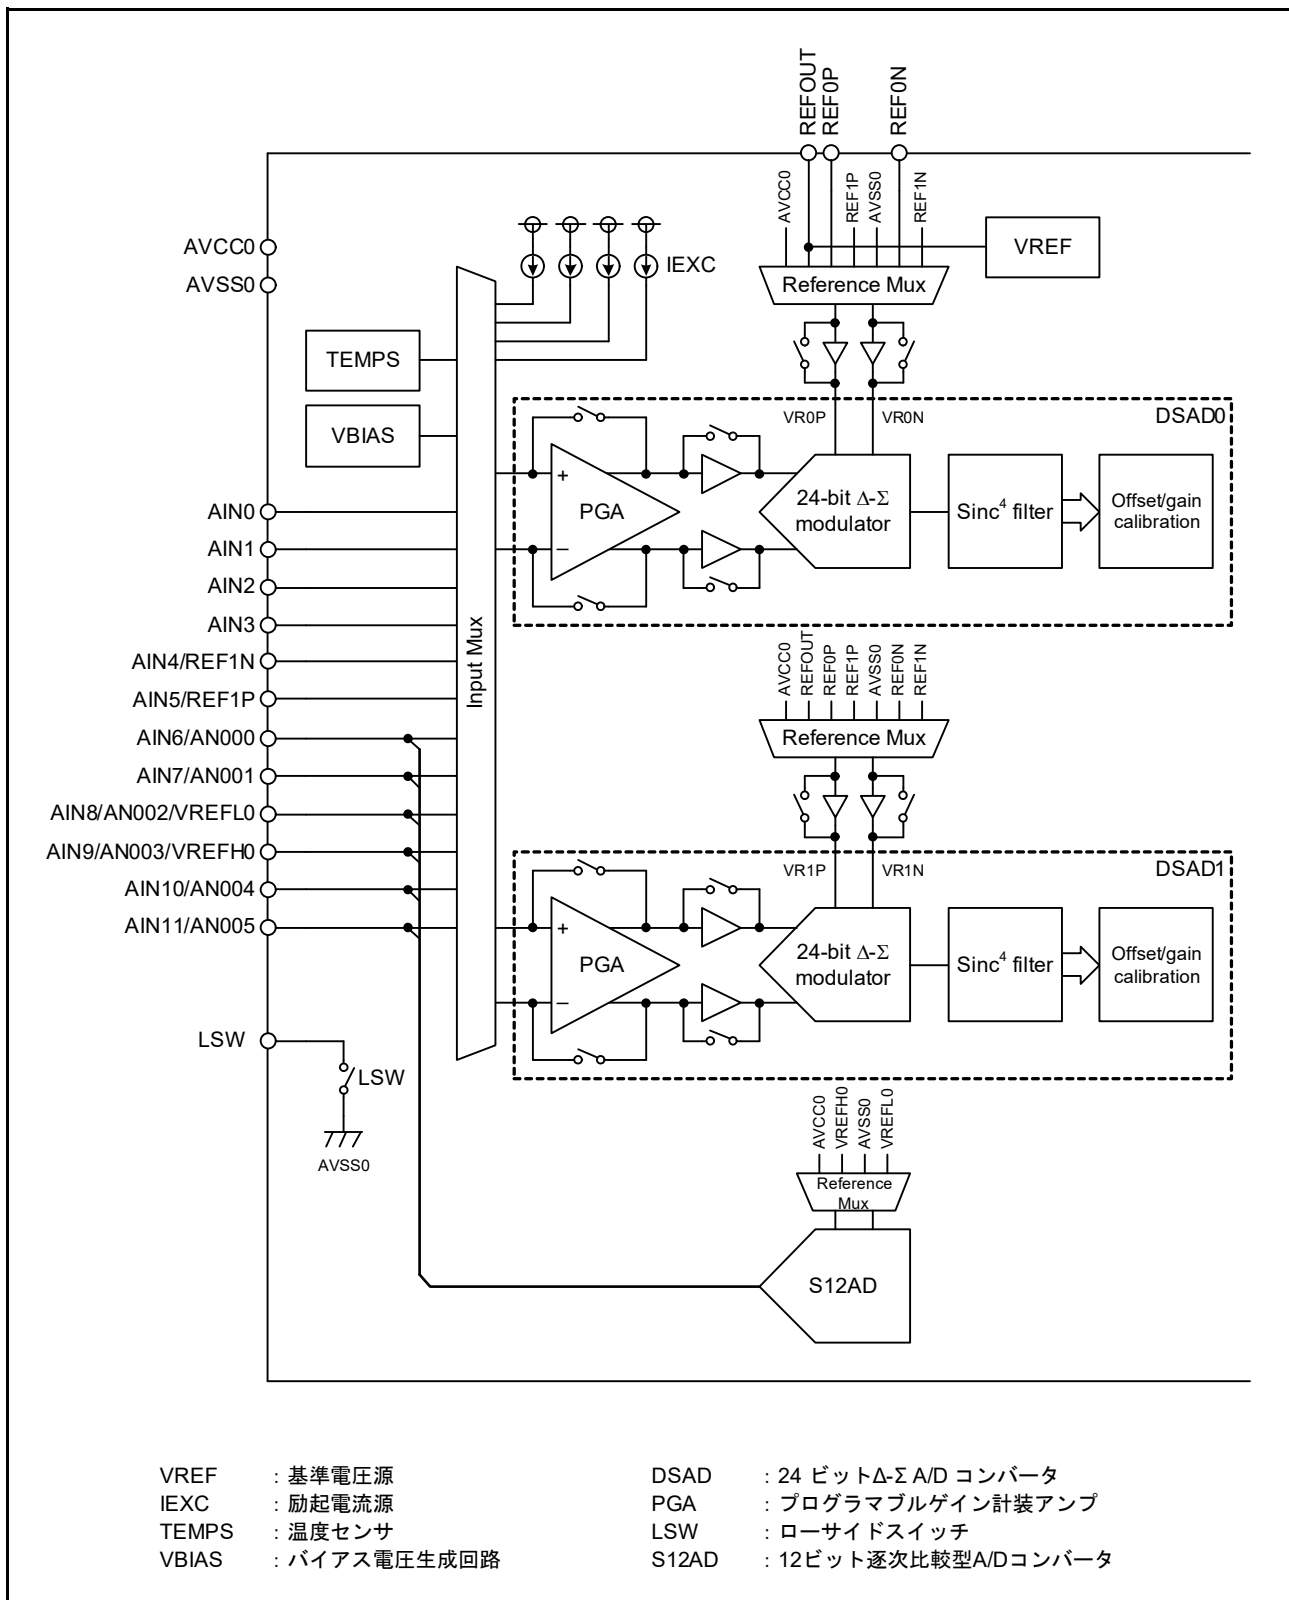 REFOUT
REF0P
REF0N
AVCC0
REF1P
AVSS0
REF1N
VREF
Reference Mux
AVCC0
AVSS0
IEXC
TEMPS
VBIAS
VR0P
VR0N
DSAD0
PGA
24-bit Δ-Σ
modulator
Sinc⁴ filter
Offset/gain
calibration
AIN0
AIN1
AIN2
AIN3
AIN4/REF1N
AIN5/REF1P
AIN6/AN000
AIN7/AN001
AIN8/AN002/VREFL0
AIN9/AN003/VREFH0
AIN10/AN004
AIN11/AN005
Input Mux
AVCC0
REFOUT
REF0P
REF1P
AVSS0
REF0N
REF1N
Reference Mux
VR1P
VR1N
DSAD1
+
−
PGA
24-bit Δ-Σ
modulator
Sinc⁴ filter
Offset/gain
calibration
+
−
LSW
LSW
AVSS0
AVCC0
VREFH0
AVSS0
VREFL0
Reference
Mux
S12AD
VREF : 基準電圧源
IEXC : 励起電流源
TEMPS : 温度センサ
VBIAS : バイアス電圧生成回路
DSAD : 24 ビットΔ-Σ A/D コンバータ
PGA : プログラマブルゲイン計装アンプ
LSW : ローサイドスイッチ
S12AD : 12ビット逐次比較型A/Dコンバータ